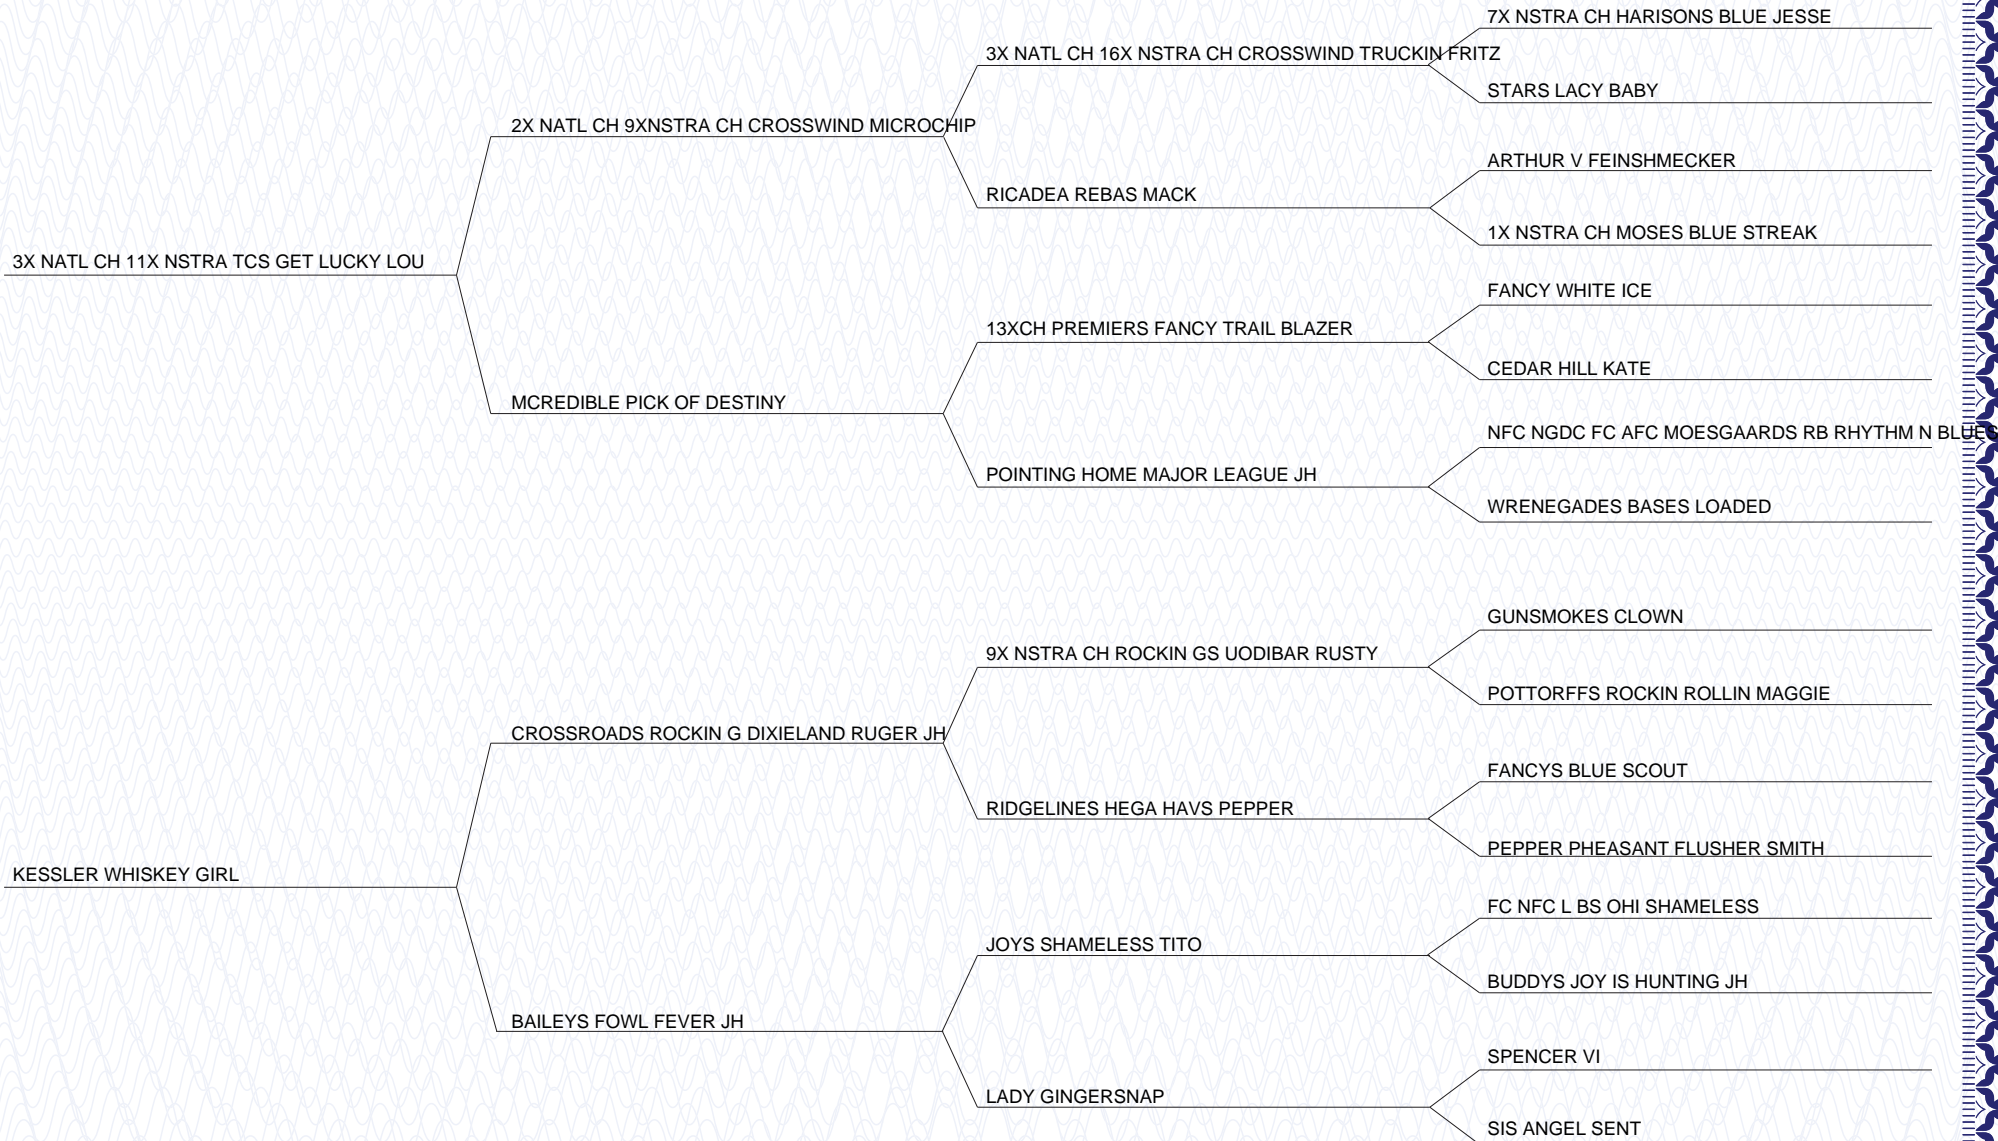 7X NSTRA CH HARISONS BLUE JESSE
3X NATL CH 16X NSTRA CH CROSSWIND TRUCKIN FRITZ
STARS LACY BABY
2X NATL CH 9XNSTRA CH CROSSWIND MICROCHIP
ARTHUR V FEINSHMECKER
RICADEA REBAS MACK
1X NSTRA CH MOSES BLUE STREAK
3X NATL CH 11X NSTRA TCS GET LUCKY LOU
FANCY WHITE ICE
13XCH PREMIERS FANCY TRAIL BLAZER
CEDAR HILL KATE
MCREDIBLE PICK OF DESTINY
NFC NGDC FC AFC MOESGAARDS RB RHYTHM N BLUES
POINTING HOME MAJOR LEAGUE JH
WRENEGADES BASES LOADED
GUNSMOKES CLOWN
9X NSTRA CH ROCKIN GS UODIBAR RUSTY
POTTORFFS ROCKIN ROLLIN MAGGIE
CROSSROADS ROCKIN G DIXIELAND RUGER JH
FANCYS BLUE SCOUT
RIDGELINES HEGA HAVS PEPPER
PEPPER PHEASANT FLUSHER SMITH
KESSLER WHISKEY GIRL
FC NFC L BS OHI SHAMELESS
JOYS SHAMELESS TITO
BUDDYS JOY IS HUNTING JH
BAILEYS FOWL FEVER JH
SPENCER VI
LADY GINGERSNAP
SIS ANGEL SENT